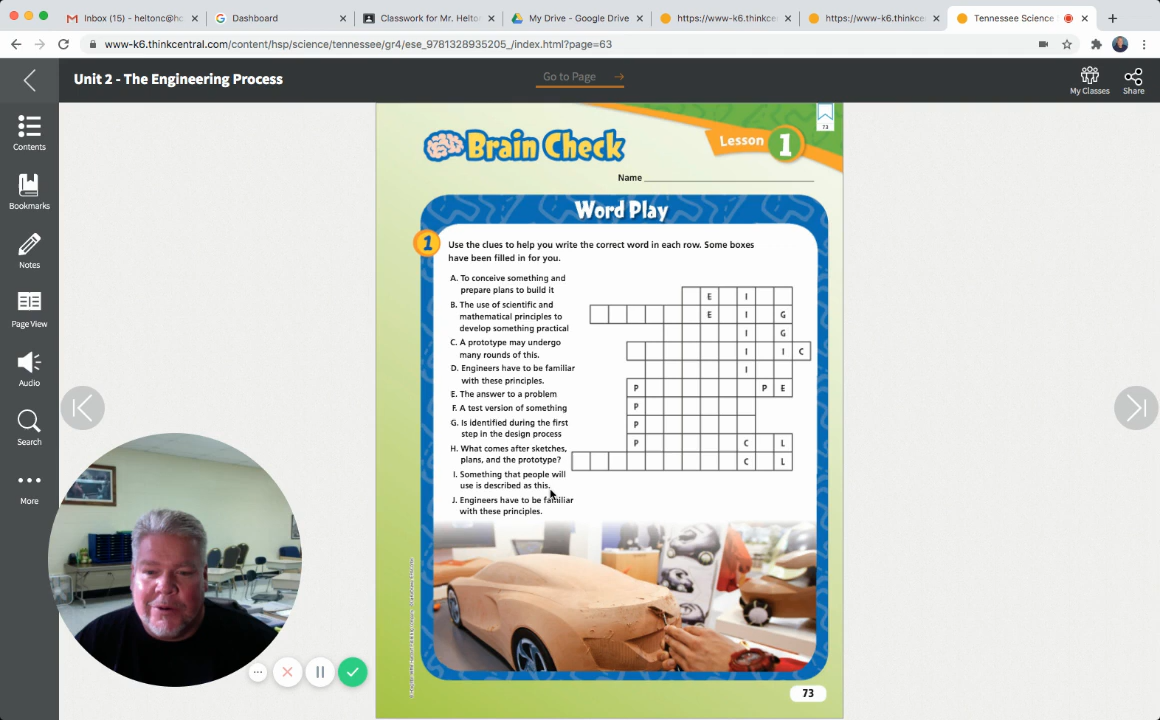 Inbox (15) - heltonc@hc
Dashboard
Classwork for Mr. Helto
My Drive - Google Drive
https://www-k6.thinkce
https://www-k6.thinkce
Tennessee Science
www-k6.thinkcentral.com/content/hsp/science/tennessee/gr4/ese_9781328935205_/index.html?page=63
Unit 2 - The Engineering Process
Go to Page
My Classes
Share
Contents
Bookmarks
Notes
Page View
Audio
Search
More
73
Brain Check
Lesson 1
Name
Word Play
1
Use the clues to help you write the correct word in each row. Some boxes
have been filled in for you.
A. To conceive something and
prepare plans to build it
B. The use of scientific and
mathematical principles to
develop something practical
C. A prototype may undergo
many rounds of this.
D. Engineers have to be familiar
with these principles.
E. The answer to a problem
F. A test version of something
G. Is identified during the first
step in the design process
H. What comes after sketches,
plans, and the prototype?
I. Something that people will
use is described as this.
J. Engineers have to be familiar
with these principles.
E I
E I G
I G
I I C
I
P P E
P
P
P C L
C L
73